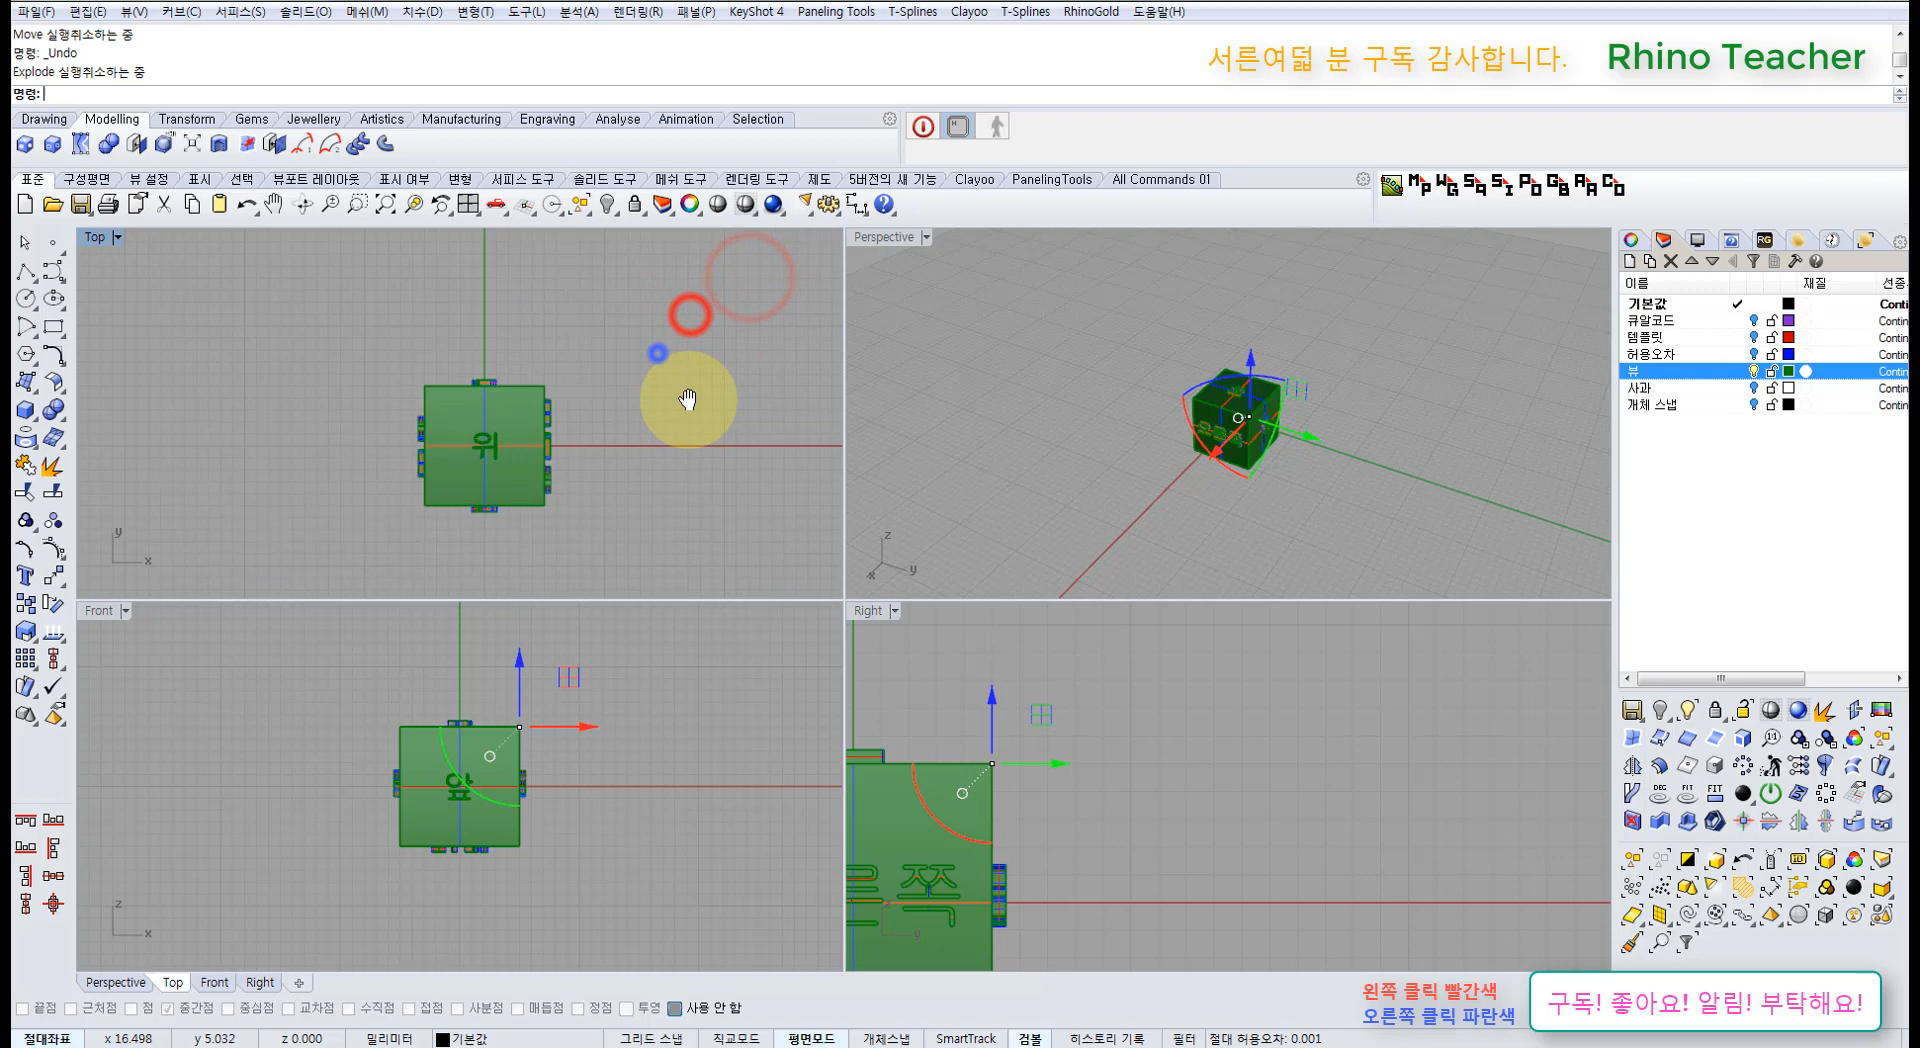 파일(F) 편집(E) 뷰(V) 커브(C) 서피스(S) 솔리드(O) 메쉬(M) 치수(D) 변형(T) 도구(L) 분석(A) 렌더링(R) 패널(P) KeyShot 4 Paneling Tools T-Splines Clayoo T-Splines RhinoGold 도움말(H)
Move 실행취소하는 중
명령: _Undo
Explode 실행취소하는 중
명령:
서른여덟 분 구독 감사합니다. Rhino Teacher
Drawing Modelling Transform Gems Jewellery Artistics Manufacturing Engraving Analyse Animation Selection
표준 구성평면 뷰 설정 표시 선택 뷰포트 레이아웃 표시 여부 변형 서피스 도구 솔리드 도구 메쉬 도구 렌더링 도구 제도 5버전의 새 기능 Clayoo PanelingTools All Commands 01
Top
Perspective
RG
이름 재질 선종
기본값 Conti
큐알코드 Contin
템플릿 Contin
허용오차 Contin
뷰 Contin
사과 Contin
개체 스냅 Contin
위
y
x
z
x
y
Front
Right
앞
른쪽
z
x
z
y
DEG FIT FIT
Perspective Top Front Right
끝점 근처점 점 중간점 중심점 교차점 수직점 접점 사분점 매듭점 정점 투영 사용 안 함
왼쪽 클릭 빨간색
오른쪽 클릭 파란색
구독! 좋아요! 알림! 부탁해요!
절대좌표 x 16.498 y 5.032 z 0.000 밀리미터 기본값 그리드 스냅 직교모드 평면모드 개체스냅 SmartTrack 검볼 히스토리 기록 필터 절대 허용오차: 0.001